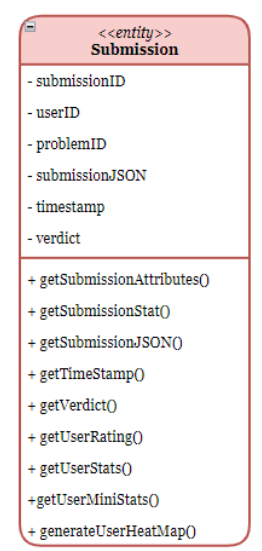 <<entity>>
Submission
- submissionID
- userID
- problemID
- submissionJSON
- timestamp
- verdict
+ getSubmissionAttributes()
+ getSubmissionStat()
+ getSubmissionJSON()
+ getTimeStamp()
+ getVerdict()
+ getUserRating()
+ getUserStats()
+getUserMiniStats()
+ generateUserHeatMap()